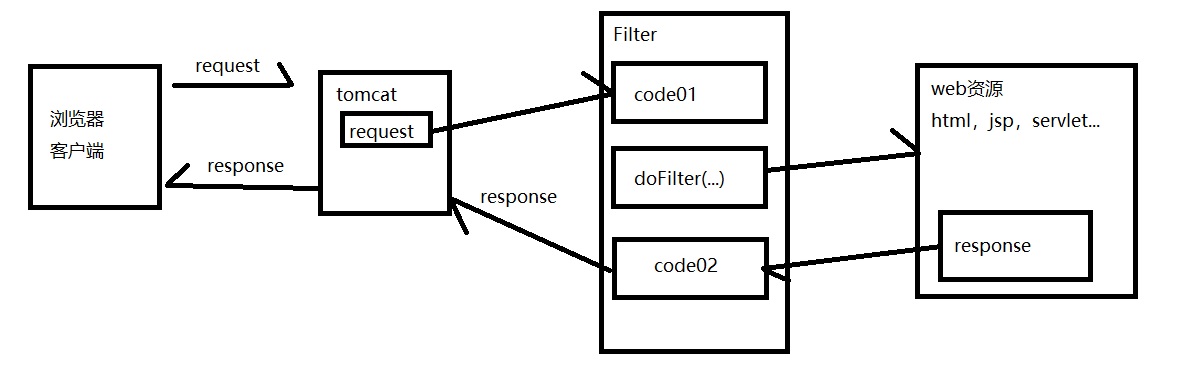 浏览器
客户端
request
response
tomcat
request
response
Filter
code01
doFilter(...)
code02
web资源
html，jsp，servlet...
response